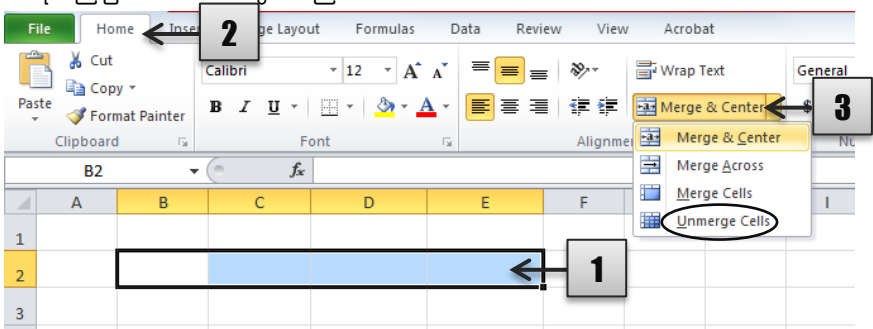 File Home Inser ge Layout Formulas Data Review View Acrobat
2
Cut
Copy
Format Painter
Paste
Clipboard
Calibri 12 A A
B I U A
Font
Wrap Text
Merge & Center
Alignme
General
$
3
Nu
Merge & Center
Merge Across
Merge Cells
Unmerge Cells
B2 fx
A B C D E F I
1
2
3
1